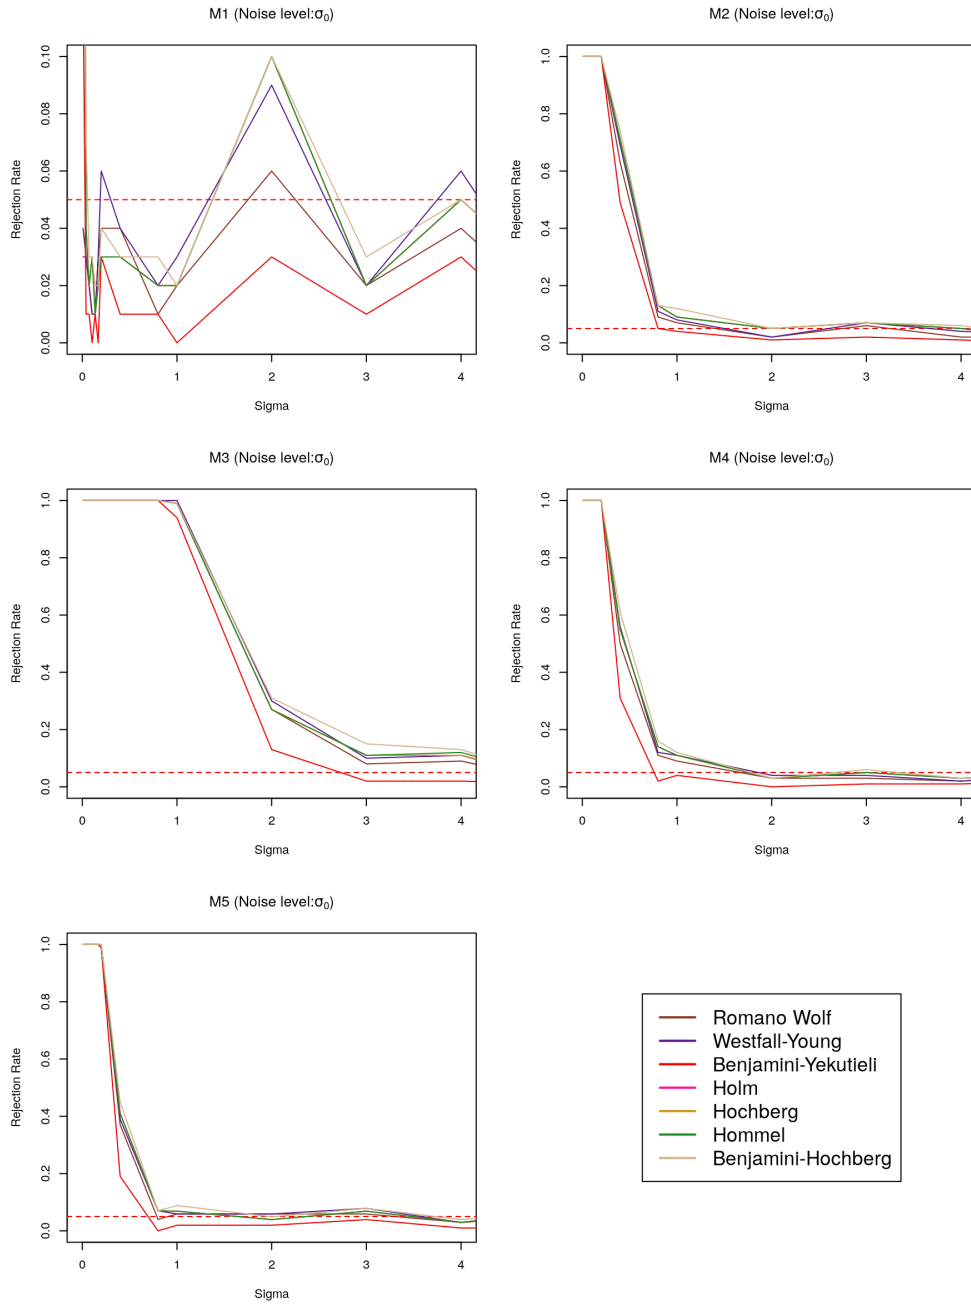 M1 (Noise level:σ0)
Rejection Rate
0.00 0.02 0.04 0.06 0.08 0.10
0 1 2 3 4
Sigma
M2 (Noise level:σ0)
Rejection Rate
0.0 0.2 0.4 0.6 0.8 1.0
0 1 2 3 4
Sigma
M3 (Noise level:σ0)
Rejection Rate
0.0 0.2 0.4 0.6 0.8 1.0
0 1 2 3 4
Sigma
M4 (Noise level:σ0)
Rejection Rate
0.0 0.2 0.4 0.6 0.8 1.0
0 1 2 3 4
Sigma
M5 (Noise level:σ0)
Rejection Rate
0.0 0.2 0.4 0.6 0.8 1.0
0 1 2 3 4
Sigma
Romano Wolf
Westfall-Young
Benjamini-Yekutieli
Holm
Hochberg
Hommel
Benjamini-Hochberg